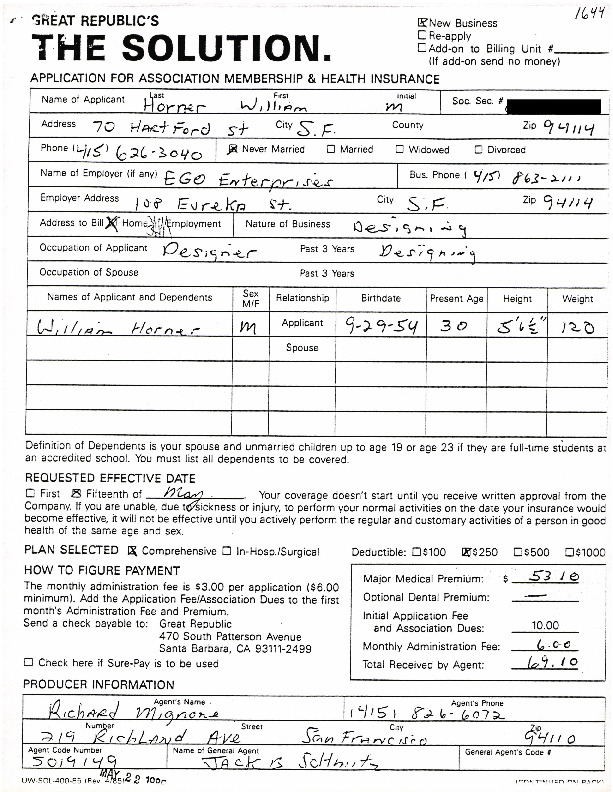 1644
GREAT REPUBLIC'S
THE SOLUTION.
☒ New Business
☐ Re-apply
☐ Add-on to Billing Unit #
(If add-on send no money)
APPLICATION FOR ASSOCIATION MEMBERSHIP & HEALTH INSURANCE
Name of Applicant Last Horner First William Initial M Soc. Sec. #
Address 70 Hartford St City S.F. County Zip 94114
Phone (415) 626-3040 ☒ Never Married ☐ Married ☐ Widowed ☐ Divorced
Name of Employer (if any) EGO Enterprises Bus. Phone (415) 863-2111
Employer Address 108 Eureka St. City S.F Zip 94114
Address to Bill ☒ Home Employment Nature of Business Designing
Occupation of Applicant Designer Past 3 Years Designing
Occupation of Spouse Past 3 Years
Names of Applicant and Dependents Sex M/F Relationship Birthdate Present Age Height Weight
William Horner M Applicant 9-29-54 30 5'6½" 120
Spouse
Definition of Dependents is your spouse and unmarried children up to age 19 or age 23 if they are full-time students at
an accredited school. You must list all dependents to be covered.
REQUESTED EFFECTIVE DATE
☐ First ☒ Fifteenth of May. Your coverage doesn't start until you receive written approval from the
Company. If you are unable, due to sickness or injury, to perform your normal activities on the date your insurance would
become effective, it will not be effective until you actively perform the regular and customary activities of a person in good
health of the same age and sex.
PLAN SELECTED ☒ Comprehensive ☐ In-Hosp./Surgical Deductible: ☐ $100 ☒ $250 ☐ $500 ☐ $1000
HOW TO FIGURE PAYMENT
The monthly administration fee is $3.00 per application ($6.00
minimum). Add the Application Fee/Association Dues to the first
month's Administration Fee and Premium.
Send a check payable to: Great Republic
470 South Patterson Avenue
Santa Barbara, CA 93111-2499
☐ Check here if Sure-Pay is to be used
Major Medical Premium: $ 53 10
Optional Dental Premium: —
Initial Application Fee
and Association Dues: 10.00
Monthly Administration Fee: 6.00
Total Received by Agent: 69.10
PRODUCER INFORMATION
Agent's Name Agent's Phone
Richard Mignone (415) 826-6072
Number Street City Zip
219 Richland Ave San Francisco 94110
Agent Code Number Name of General Agent General Agent's Code #
5019149 Jack B Schultz
UW-SOL-400-85 (Rev. MAY 22
(CONTINUED ON BACK)